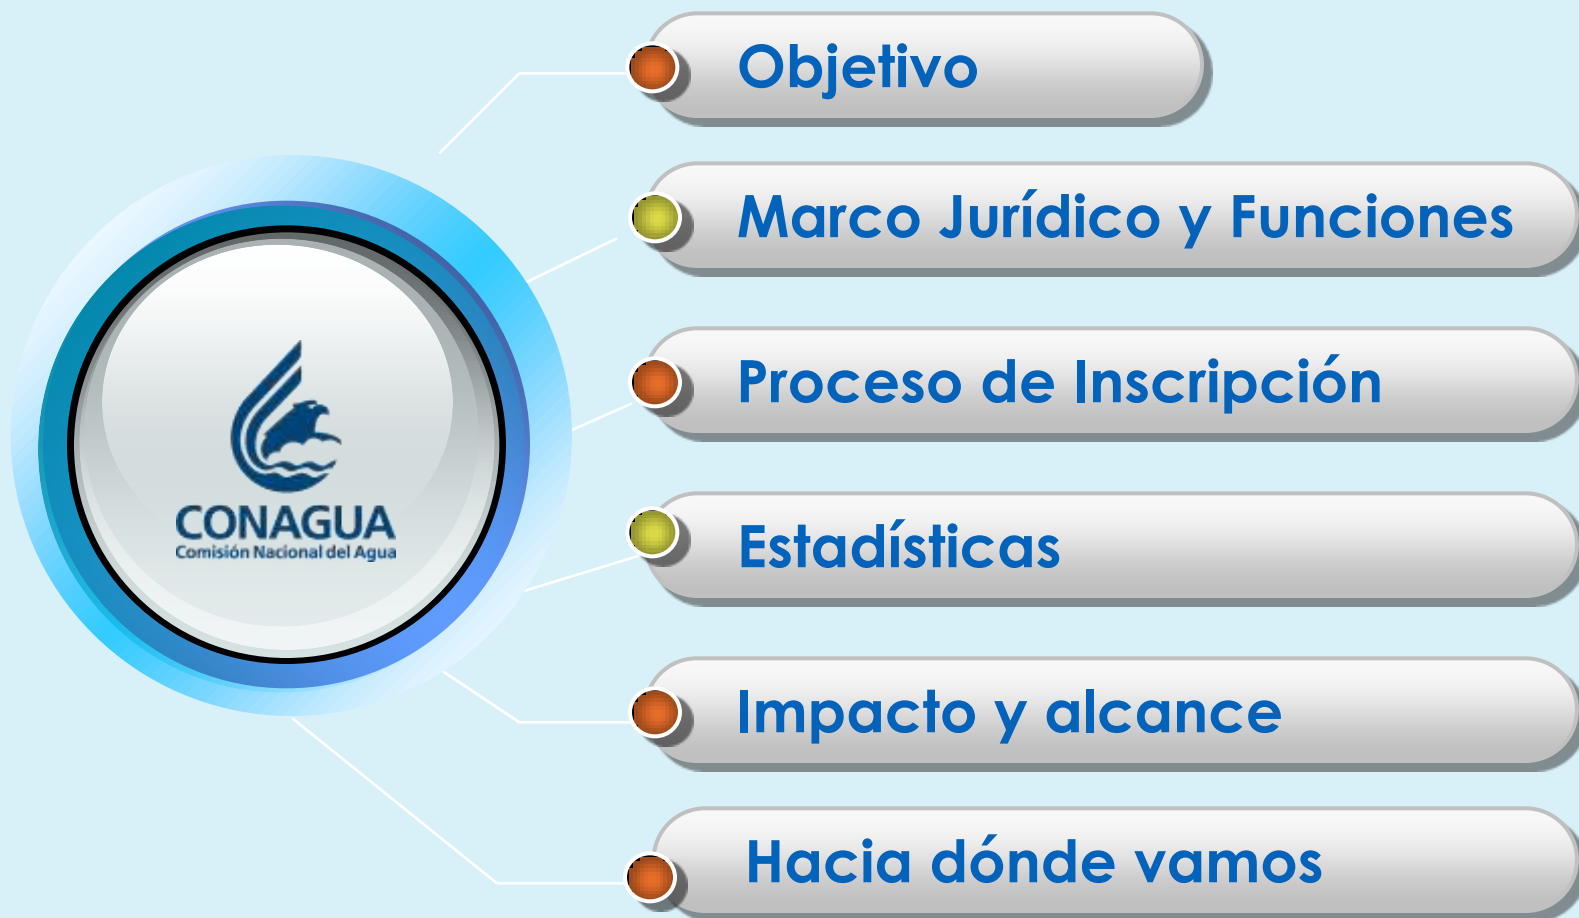 Objetivo
Marco Jurídico y Funciones
Proceso de Inscripción
CONAGUA
Comisión Nacional del Agua
Estadísticas
Impacto y alcance
Hacia dónde vamos